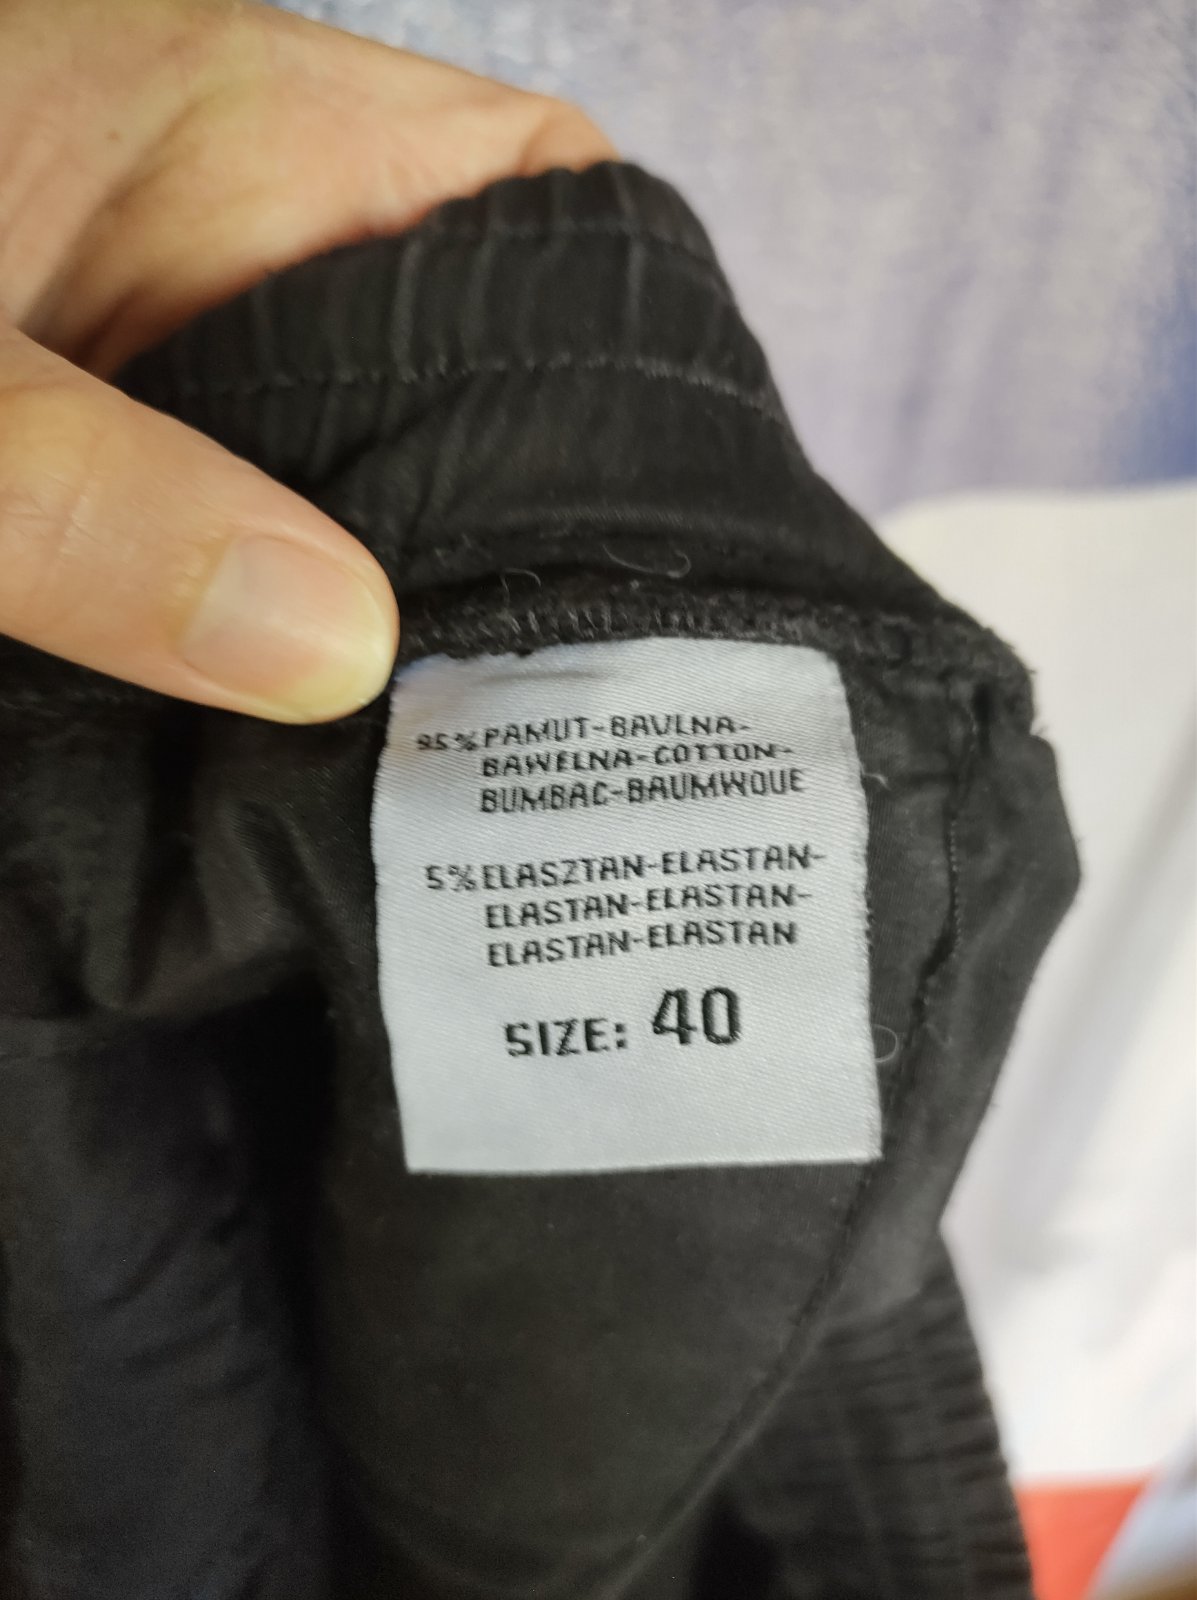 95% PAMUT-BAVLNA-
BAWELNA-COTTON-
BUMBAC-BAUMWOUE
5% ELASZTAN-ELASTAN-
ELASTAN-ELASTAN-
ELASTAN-ELASTAN
SIZE: 40